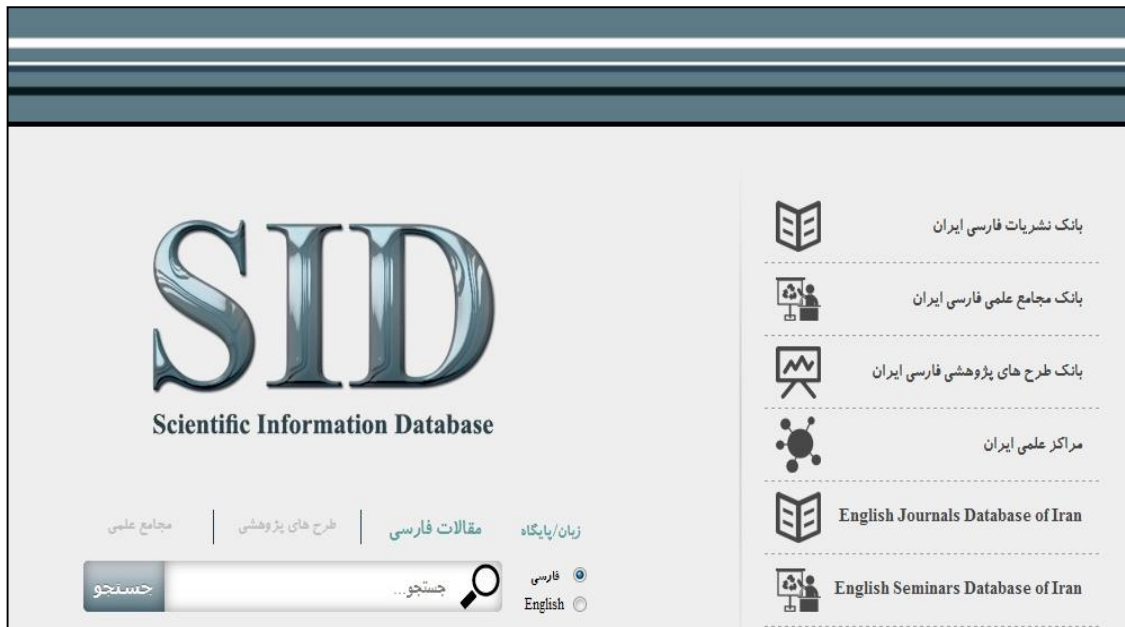 SID
Scientific Information Database
زبان/پایگاه
مقالات فارسی
طرح های پژوهشی
مجامع علمی
فارسی
English
جستجو...
جستجو
بانک نشریات فارسی ایران
بانک مجامع علمی فارسی ایران
بانک طرح های پژوهشی فارسی ایران
مراکز علمی ایران
English Journals Database of Iran
English Seminars Database of Iran